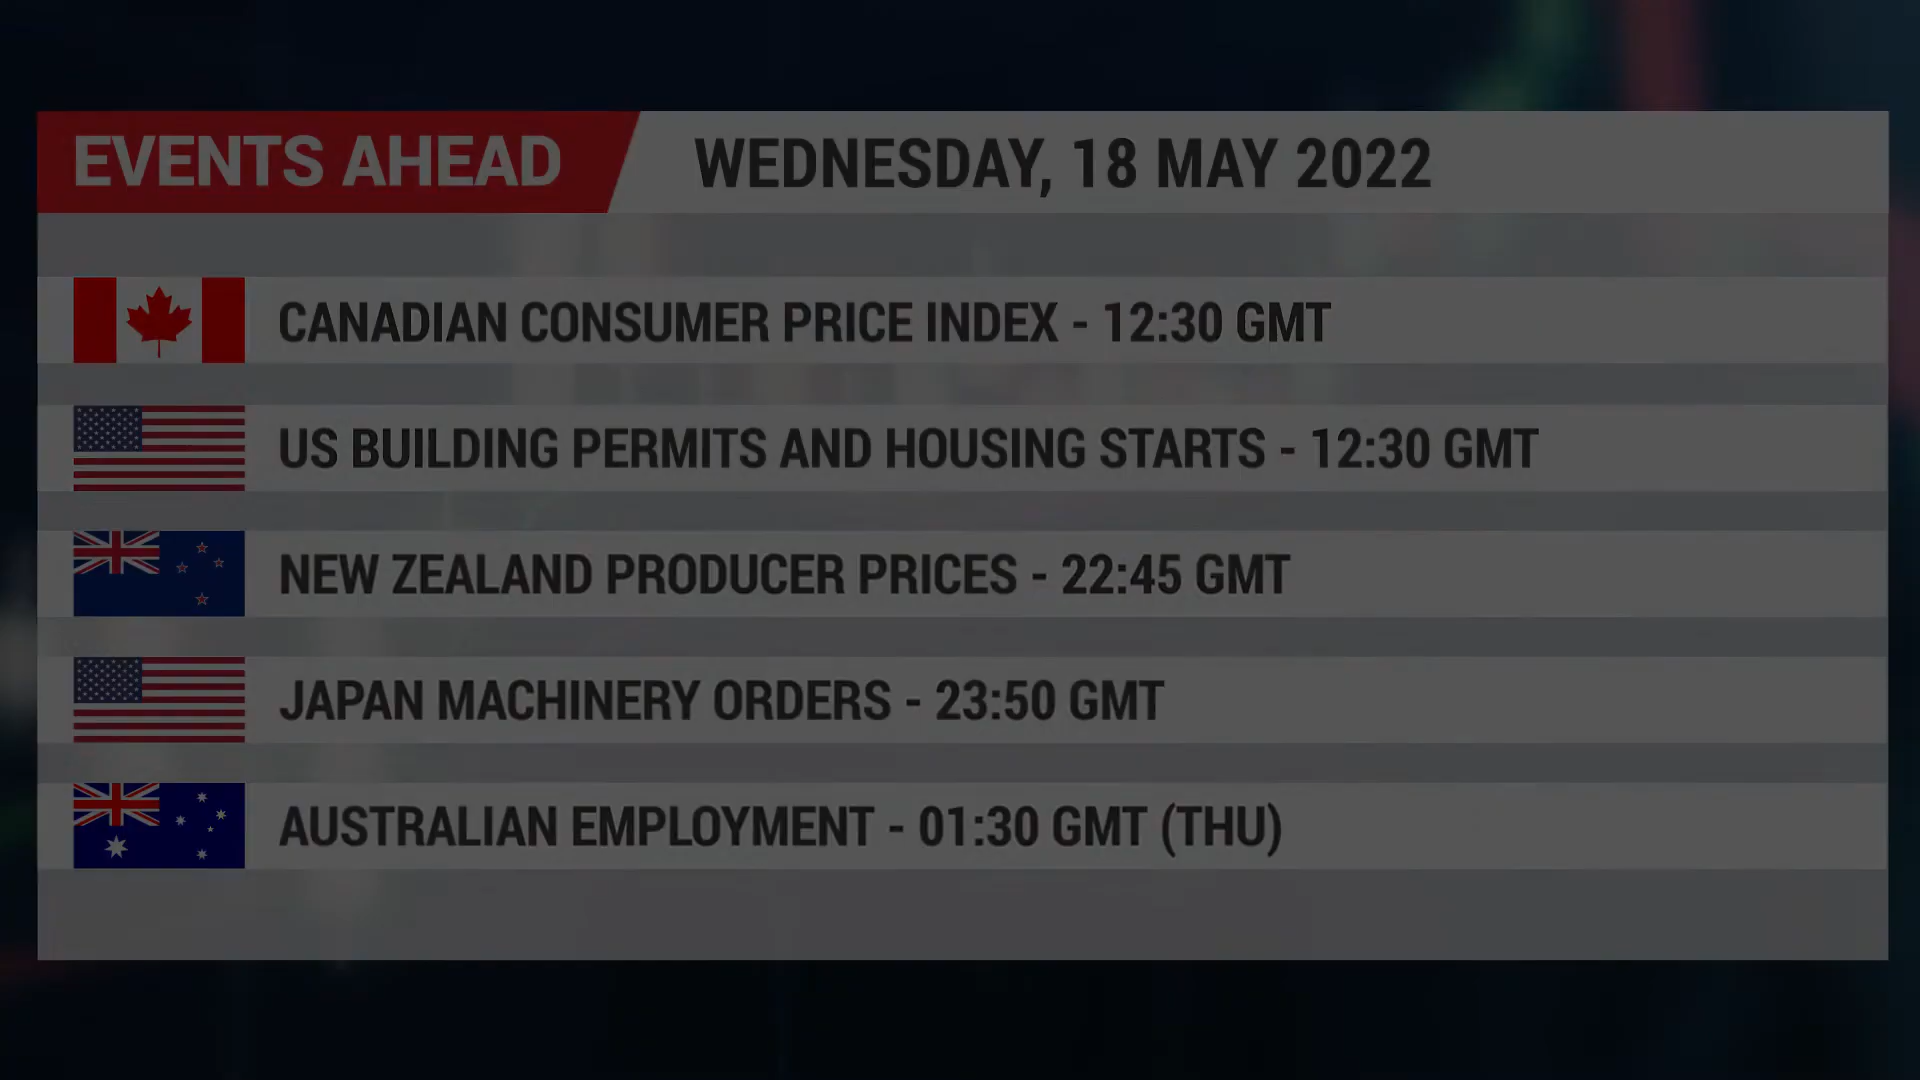 EVENTS AHEAD
WEDNESDAY, 18 MAY 2022
CANADIAN CONSUMER PRICE INDEX - 12:30 GMT
US BUILDING PERMITS AND HOUSING STARTS - 12:30 GMT
NEW ZEALAND PRODUCER PRICES - 22:45 GMT
JAPAN MACHINERY ORDERS - 23:50 GMT
AUSTRALIAN EMPLOYMENT - 01:30 GMT (THU)